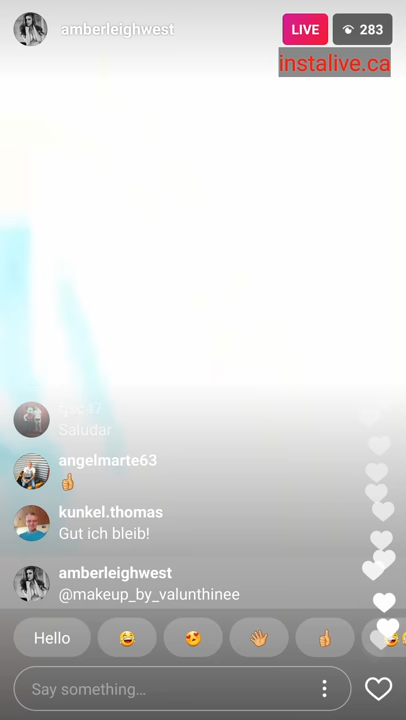 amberleighwest
LIVE
283
instalive.ca
Saludar
angelmarte63
kunkel.thomas
Gut ich bleib!
amberleighwest
@makeup_by_valunthinee
Hello
Say something...